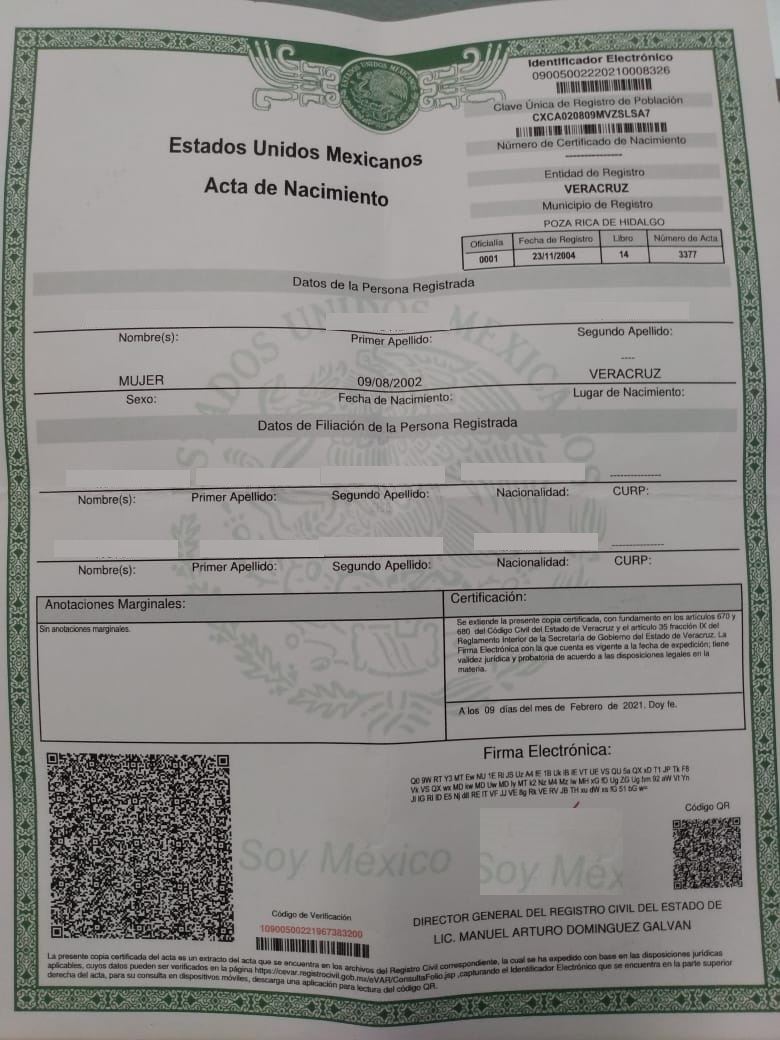 ESTADOS UNIDOS MEXICANOS
Identificador Electrónico
09005002220210008326
Clave Única de Registro de Población
CXCA020809MVZSLSA7
Número de Certificado de Nacimiento
---------------
Estados Unidos Mexicanos
Acta de Nacimiento
Entidad de Registro
VERACRUZ
Municipio de Registro
POZA RICA DE HIDALGO
Oficialía Fecha de Registro Libro Número de Acta
0001 23/11/2004 14 3377
Datos de la Persona Registrada
Nombre(s): Primer Apellido: Segundo Apellido:
----
MUJER 09/08/2002 VERACRUZ
Sexo: Fecha de Nacimiento: Lugar de Nacimiento:
Datos de Filiación de la Persona Registrada
---------------
Nombre(s): Primer Apellido: Segundo Apellido: Nacionalidad: CURP:
---------------
Nombre(s): Primer Apellido: Segundo Apellido: Nacionalidad: CURP:
Anotaciones Marginales:
Sin anotaciones marginales.
Certificación:
Se extiende la presente copia certificada, con fundamento en los artículos 670 y
680 del Código Civil del Estado de Veracruz y el artículo 35 fracción IX del
Reglamento Interior de la Secretaría de Gobierno del Estado de Veracruz. La
Firma Electrónica con la que cuenta es vigente a la fecha de expedición; tiene
validez jurídica y probatoria de acuerdo a las disposiciones legales en la
materia.
A los 09 días del mes de Febrero de 2021. Doy fe.
Firma Electrónica:
Código QR
Soy México Soy Méx
Código de Verificación
10900500221967383200
DIRECTOR GENERAL DEL REGISTRO CIVIL DEL ESTADO DE
LIC. MANUEL ARTURO DOMINGUEZ GALVAN
La presente copia certificada del acta es un extracto del acta que se encuentra en los archivos del Registro Civil correspondiente, la cual se ha expedido con base en las disposiciones jurídicas
aplicables, cuyos datos pueden ser verificados en la página https://cevar.registrocivil.gob.mx/eVAR/ConsultaFolio.jsp ,capturando el Identificador Electrónico que se encuentra en la parte superior
derecha del acta, para su consulta en dispositivos móviles, descarga una aplicación para lectura del código QR.